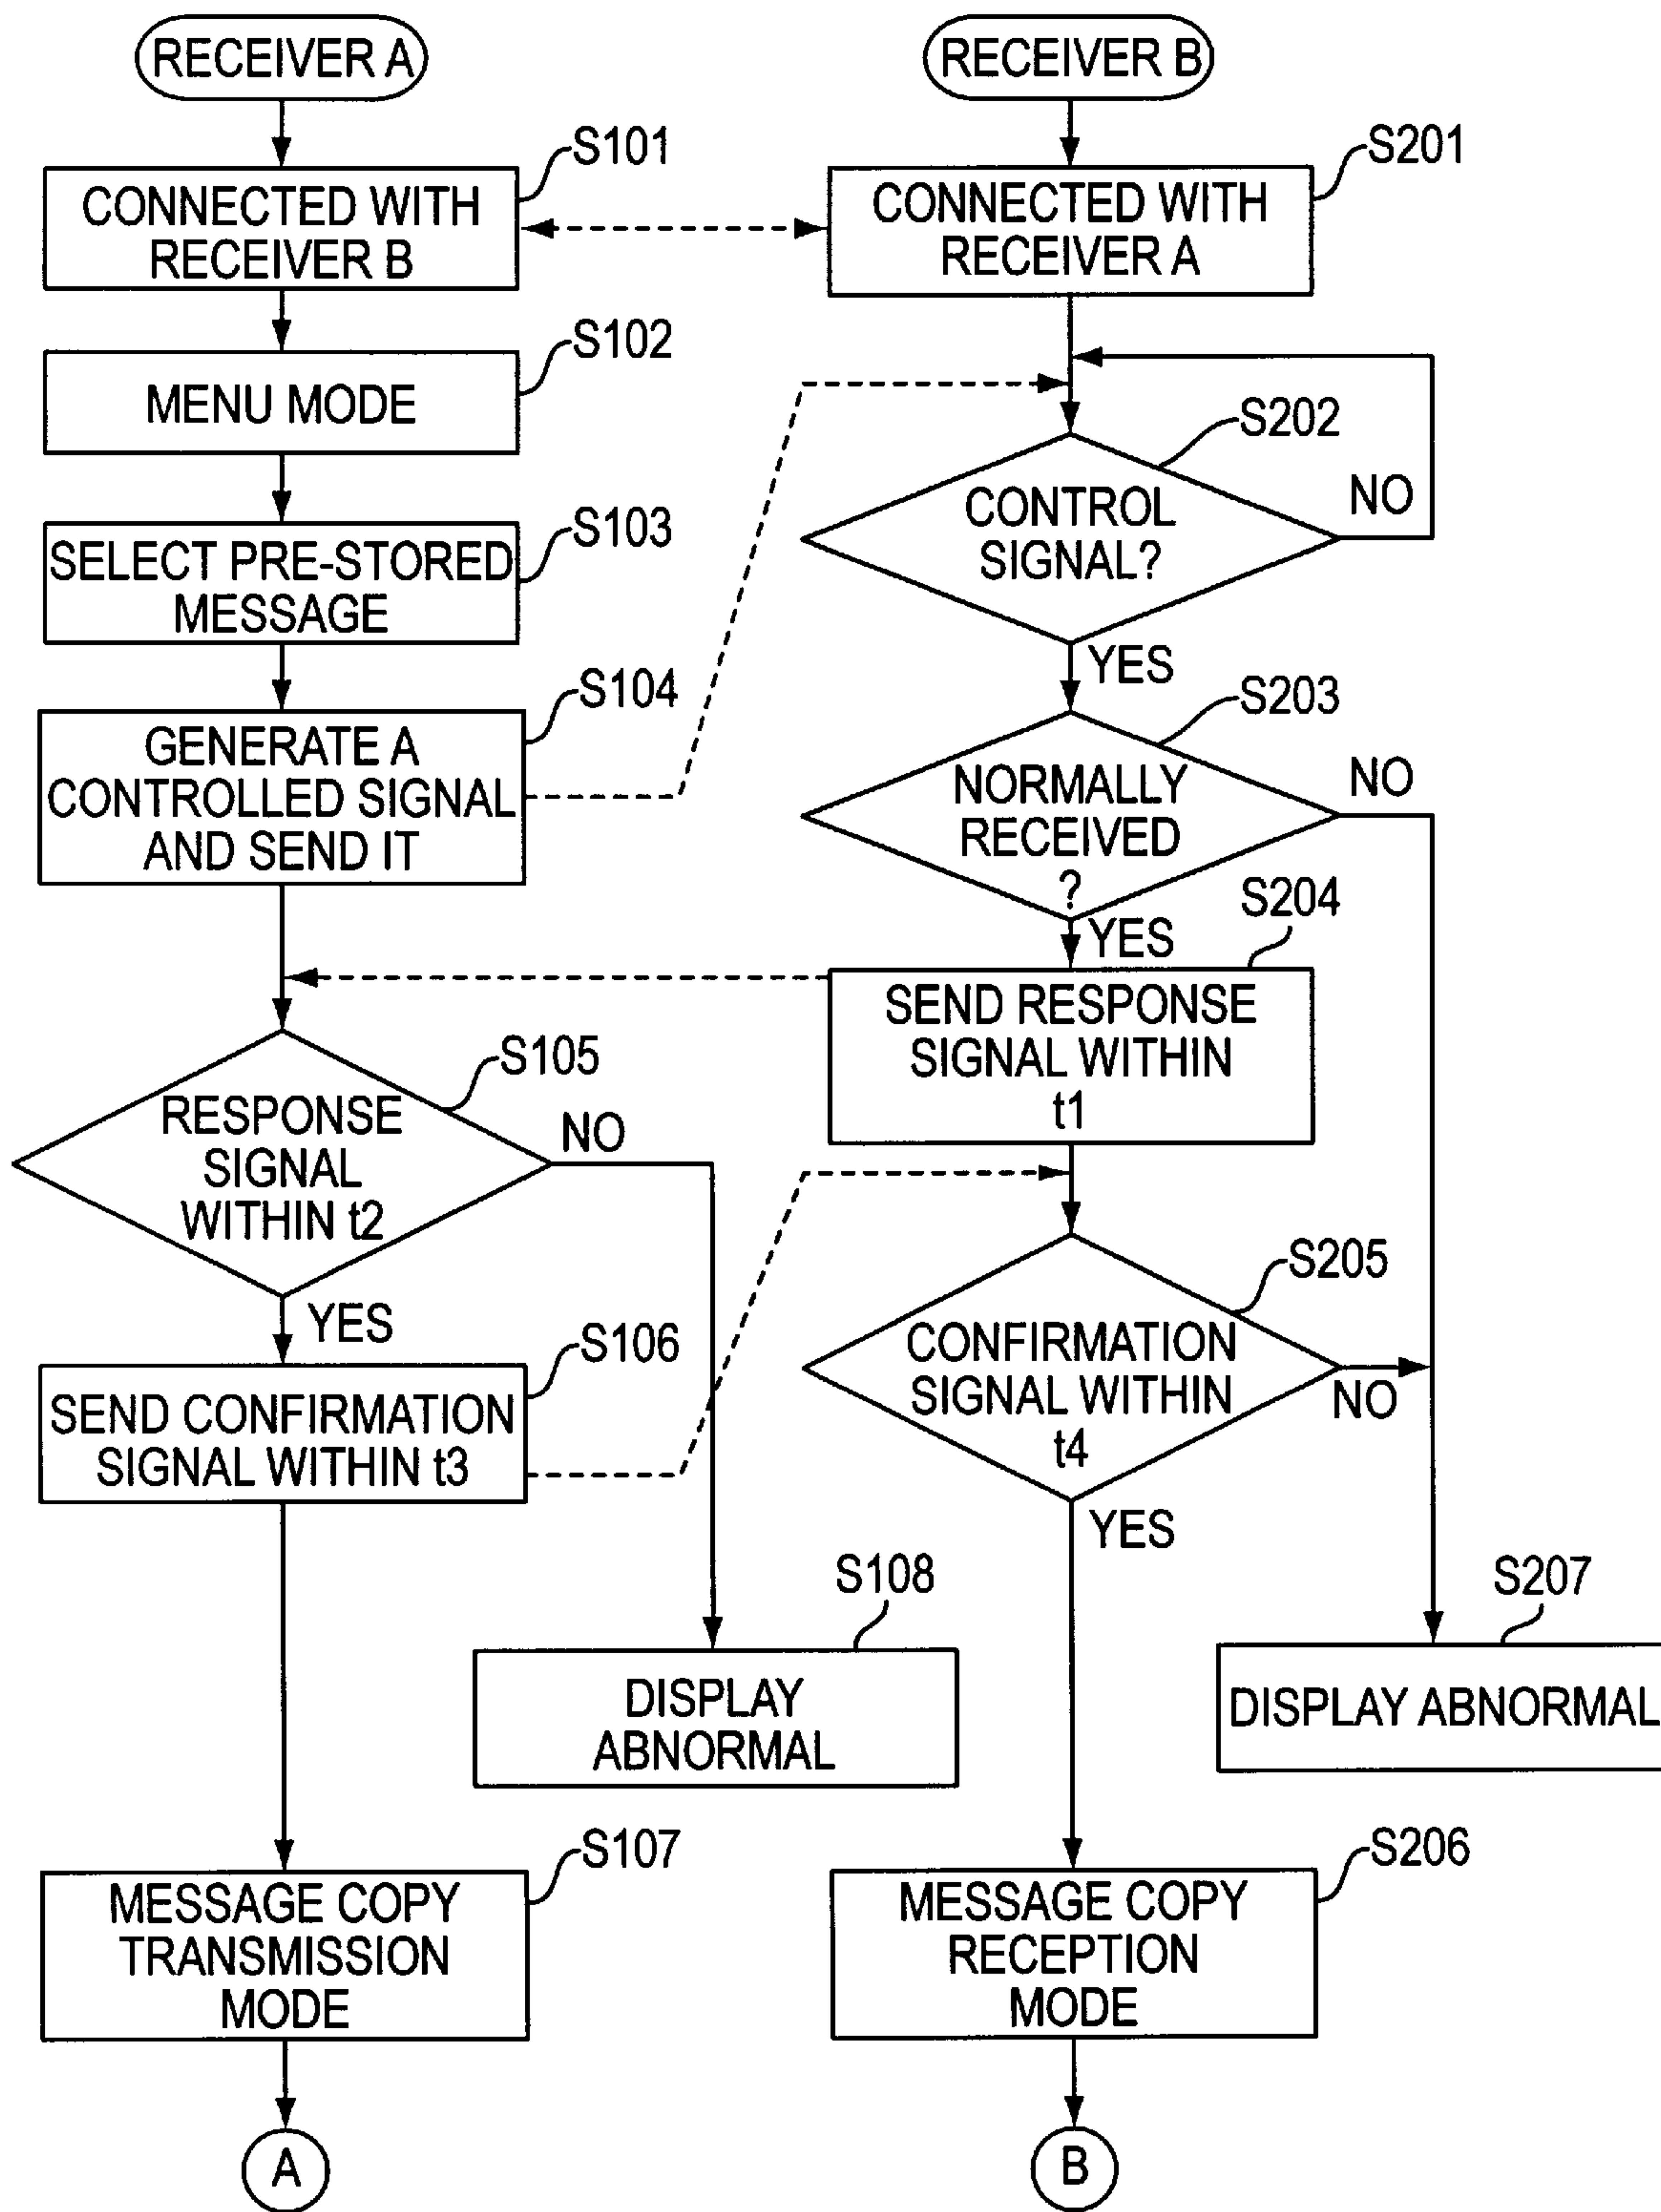 RECEIVER A
S101
CONNECTED WITH
RECEIVER B
S102
MENU MODE
S103
SELECT PRE-STORED
MESSAGE
S104
GENERATE A
CONTROLLED SIGNAL
AND SEND IT
S105
RESPONSE
SIGNAL
WITHIN t2
NO
YES
S106
SEND CONFIRMATION
SIGNAL WITHIN t3
S108
DISPLAY
ABNORMAL
S107
MESSAGE COPY
TRANSMISSION
MODE
A
RECEIVER B
S201
CONNECTED WITH
RECEIVER A
S202
CONTROL
SIGNAL?
NO
YES
S203
NORMALLY
RECEIVED
?
NO
YES
S204
SEND RESPONSE
SIGNAL WITHIN
t1
S205
CONFIRMATION
SIGNAL WITHIN
t4
NO
YES
S207
DISPLAY ABNORMAL
S206
MESSAGE COPY
RECEPTION
MODE
B